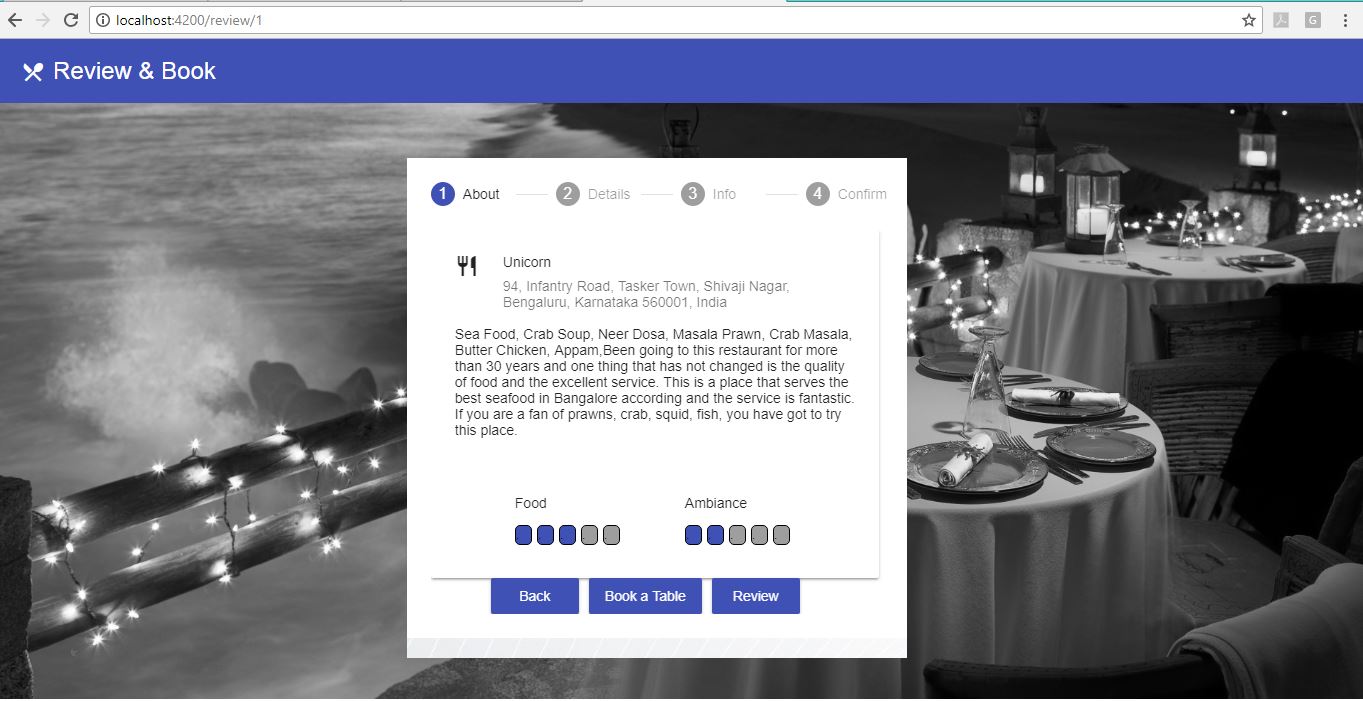 localhost:4200/review/1
G
Review & Book
1 About 2 Details 3 Info 4 Confirm
Unicorn
94, Infantry Road, Tasker Town, Shivaji Nagar,
Bengaluru, Karnataka 560001, India
Sea Food, Crab Soup, Neer Dosa, Masala Prawn, Crab Masala,
Butter Chicken, Appam,Been going to this restaurant for more
than 30 years and one thing that has not changed is the quality
of food and the excellent service. This is a place that serves the
best seafood in Bangalore according and the service is fantastic.
If you are a fan of prawns, crab, squid, fish, you have got to try
this place.
Food Ambiance
Back Book a Table Review